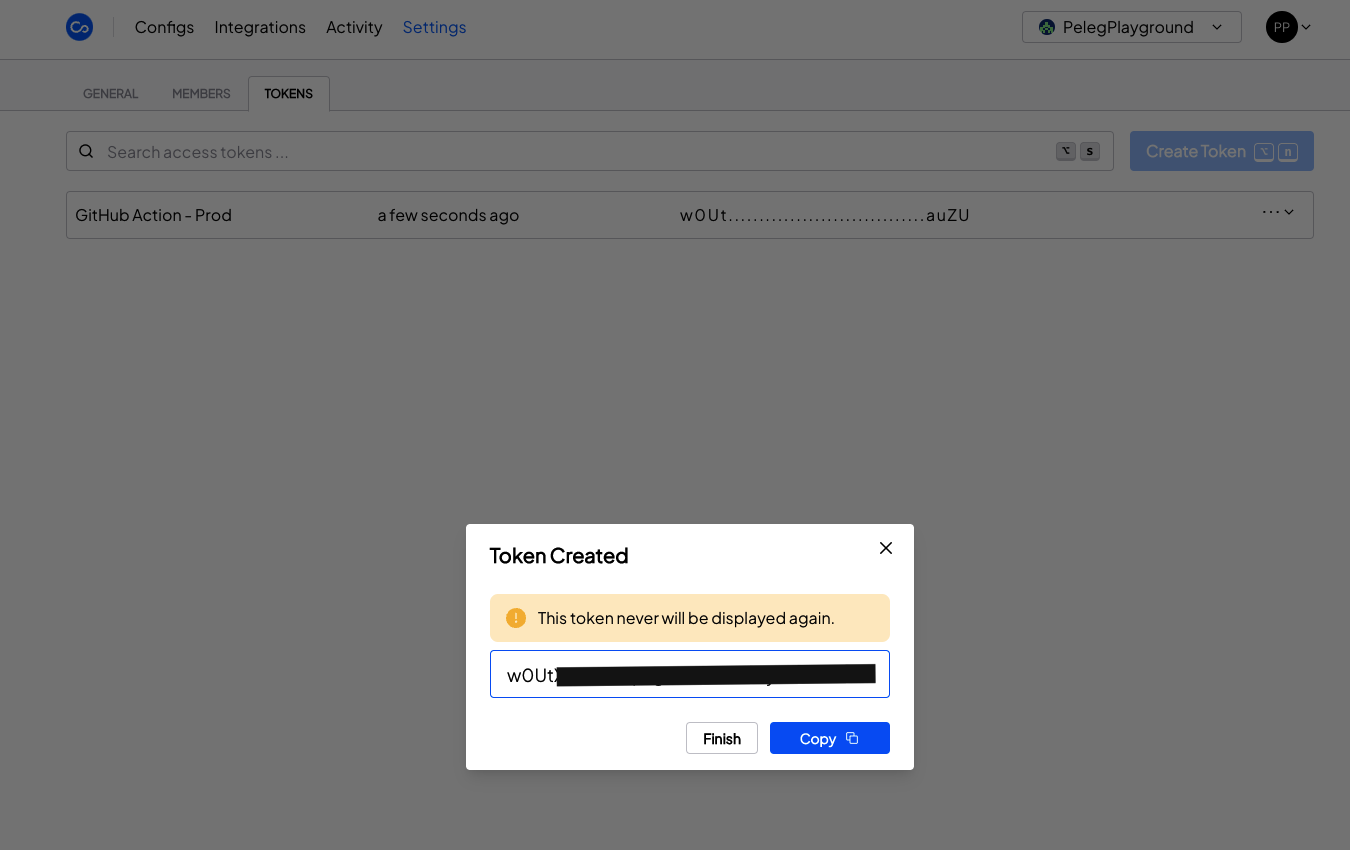 Configs Integrations Activity Settings PelegPlayground PP
GENERAL MEMBERS TOKENS
Search access tokens ... ⌥ S Create Token ⌥ n
GitHub Action - Prod a few seconds ago w0Ut................................auZU ...
Token Created
! This token never will be displayed again.
w0Ut
Finish Copy